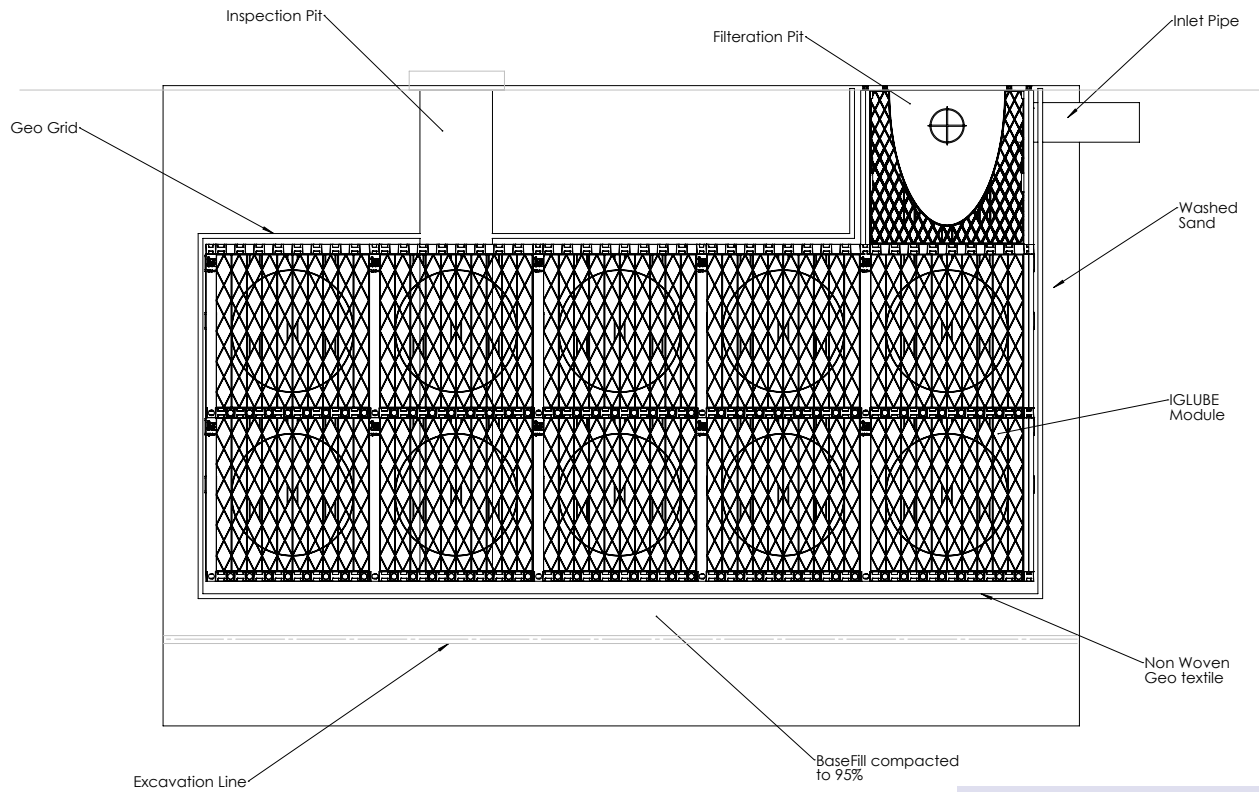 Inspection Pit
Filteration Pit
Inlet Pipe
Geo Grid
Washed
Sand
IGLUBE
Module
Non Woven
Geo textile
BaseFill compacted
to 95%
Excavation Line